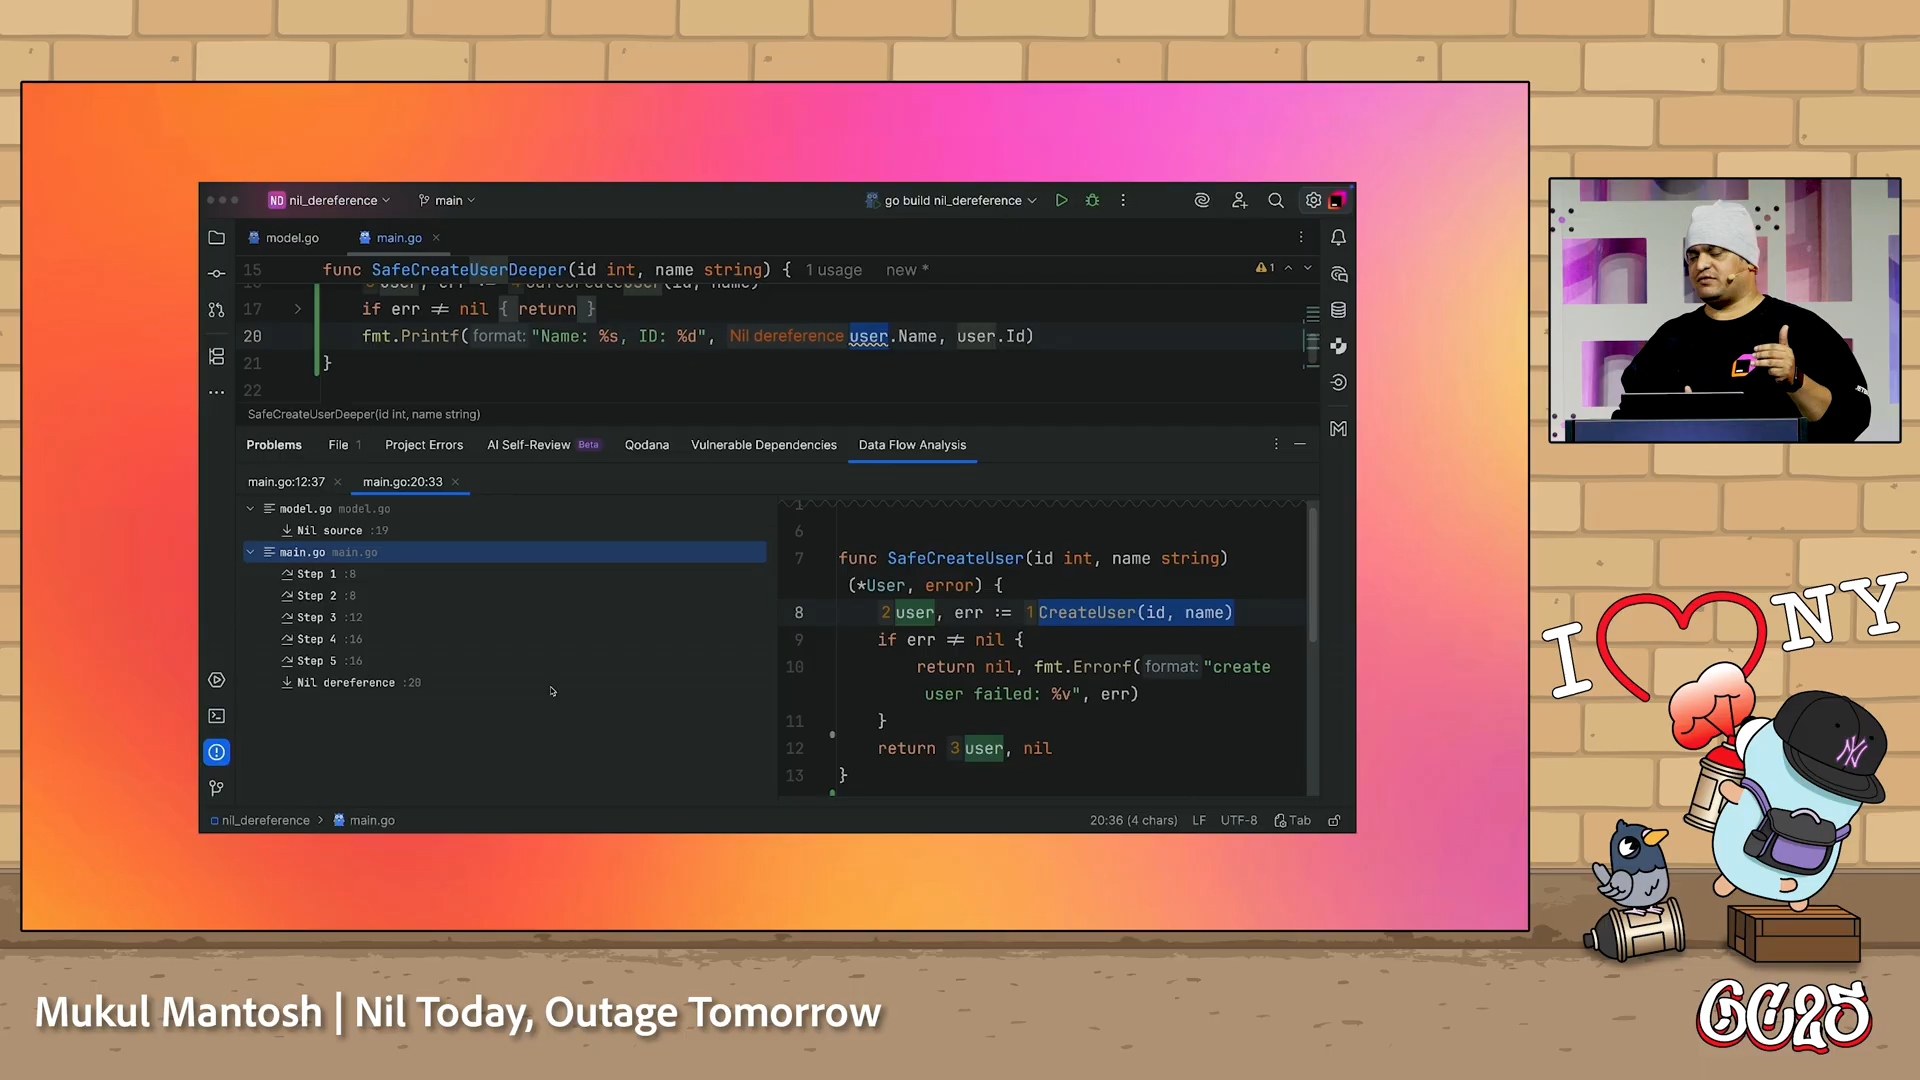 ND nil_dereference
main
go build nil_dereference
model.go
main.go
15 func SafeCreateUserDeeper(id int, name string) { 1 usage new *
1
17 if err ≠ nil { return }
20 fmt.Printf( format: "Name: %s, ID: %d", Nil dereference user.Name, user.Id)
21 }
22
SafeCreateUserDeeper(id int, name string)
Problems File 1 Project Errors AI Self-Review Beta Qodana Vulnerable Dependencies Data Flow Analysis
main.go:12:37 main.go:20:33
model.go model.go
Nil source :19
main.go main.go
Step 1 :8
Step 2 :8
Step 3 :12
Step 4 :16
Step 5 :16
Nil dereference :20
6
7 func SafeCreateUser(id int, name string)
(*User, error) {
8 2 user, err := 1 CreateUser(id, name)
9 if err ≠ nil {
10 return nil, fmt.Errorf( format: "create
user failed: %v", err)
11 }
12 return 3 user, nil
13 }
nil_dereference > main.go
20:36 (4 chars) LF UTF-8 Tab
I NY
NY
Mukul Mantosh | Nil Today, Outage Tomorrow
GC25